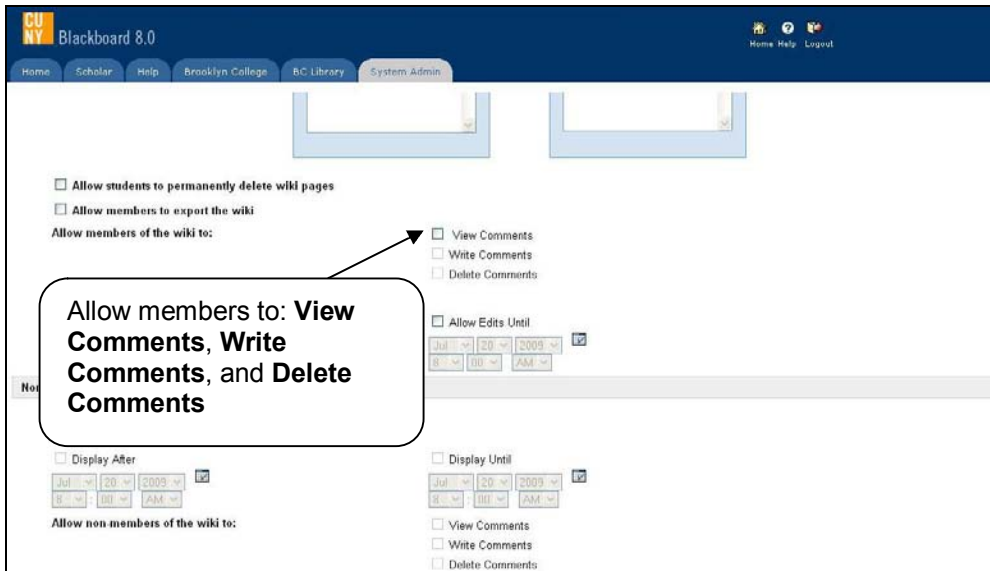 CU
NY Blackboard 8.0
Home Help Logout
Home Scholar Help Brooklyn College BC Library System Admin
Allow students to permanently delete wiki pages
Allow members to export the wiki
Allow members of the wiki to:
View Comments
Write Comments
Delete Comments
Allow members to: View
Comments, Write
Comments, and Delete
Comments
Allow Edits Until
Jul 20 2009
8 : 00 AM
Display After
Jul 20 2009
8 : 00 AM
Display Until
Jul 20 2009
8 : 00 AM
Allow non-members of the wiki to:
View Comments
Write Comments
Delete Comments